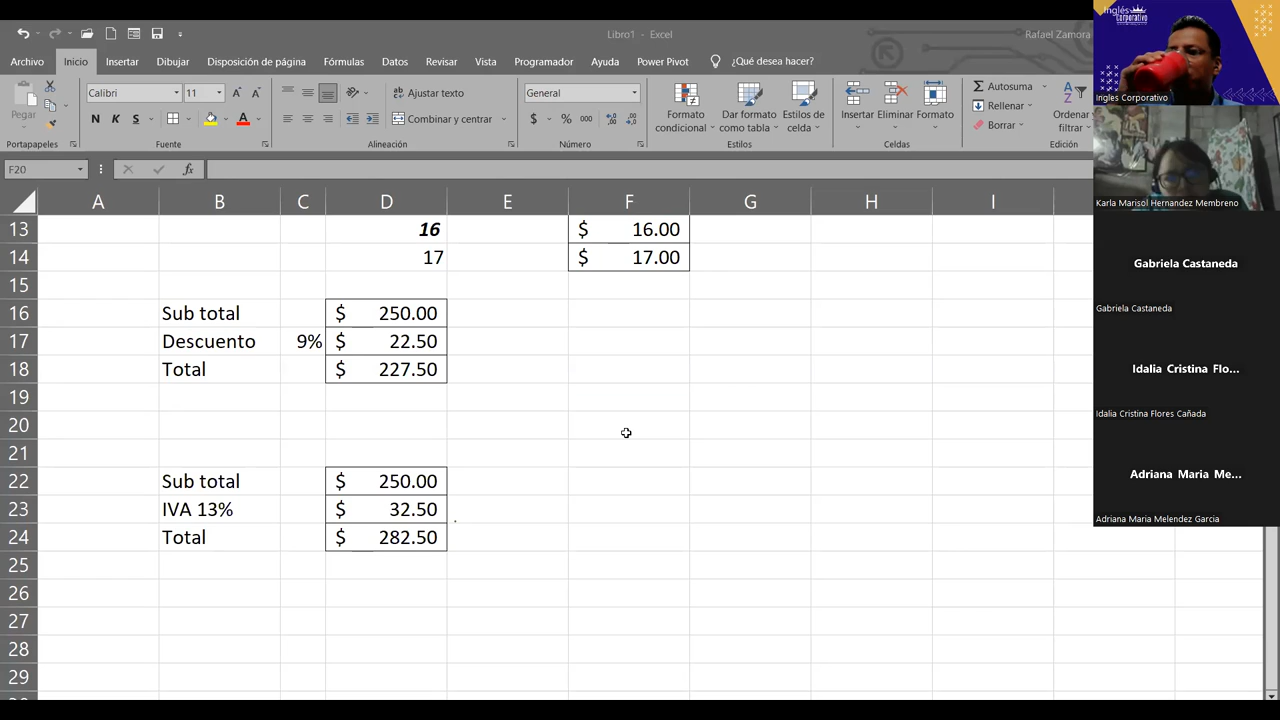 Libro1 - Excel
Rafael Zamora
Archivo Inicio Insertar Dibujar Disposición de página Fórmulas Datos Revisar Vista Programador Ayuda Power Pivot ¿Qué desea hacer?
Pegar
Calibri 11
N K S
Ajustar texto
Combinar y centrar
General
$ % 000
Formato condicional
Dar formato como tabla
Estilos de celda
Insertar Eliminar Formato
Autosuma
Rellenar
Borrar
Ordenar filtrar
Portapapeles Fuente Alineación Número Estilos Celdas Edición
F20 fx
A B C D E F G H I
13 16 $ 16.00
14 17 $ 17.00
15
16 Sub total $ 250.00
17 Descuento 9% $ 22.50
18 Total $ 227.50
19
20
21
22 Sub total $ 250.00
23 IVA 13% $ 32.50
24 Total $ 282.50
25
26
27
28
29
Inglés Corporativo
Ingles Corporativo
Karla Marisol Hernandez Membreno
Gabriela Castaneda
Gabriela Castaneda
Idalia Cristina Flo...
Idalia Cristina Flores Cañada
Adriana Maria Me...
Adriana Maria Melendez Garcia